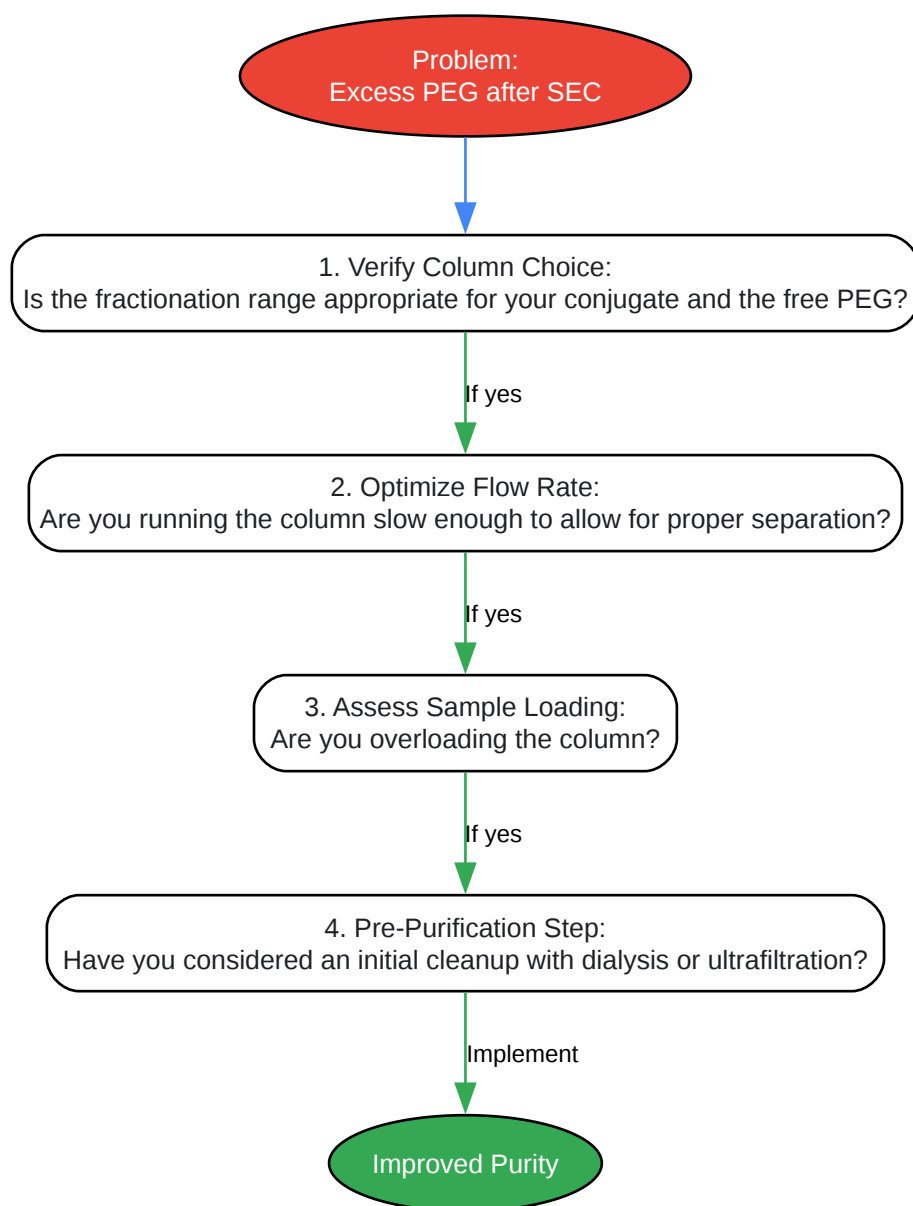 Problem:
Excess PEG after SEC
1. Verify Column Choice:
Is the fractionation range appropriate for your conjugate and the free PEG?
If yes
2. Optimize Flow Rate:
Are you running the column slow enough to allow for proper separation?
If yes
3. Assess Sample Loading:
Are you overloading the column?
If yes
4. Pre-Purification Step:
Have you considered an initial cleanup with dialysis or ultrafiltration?
Implement
Improved Purity